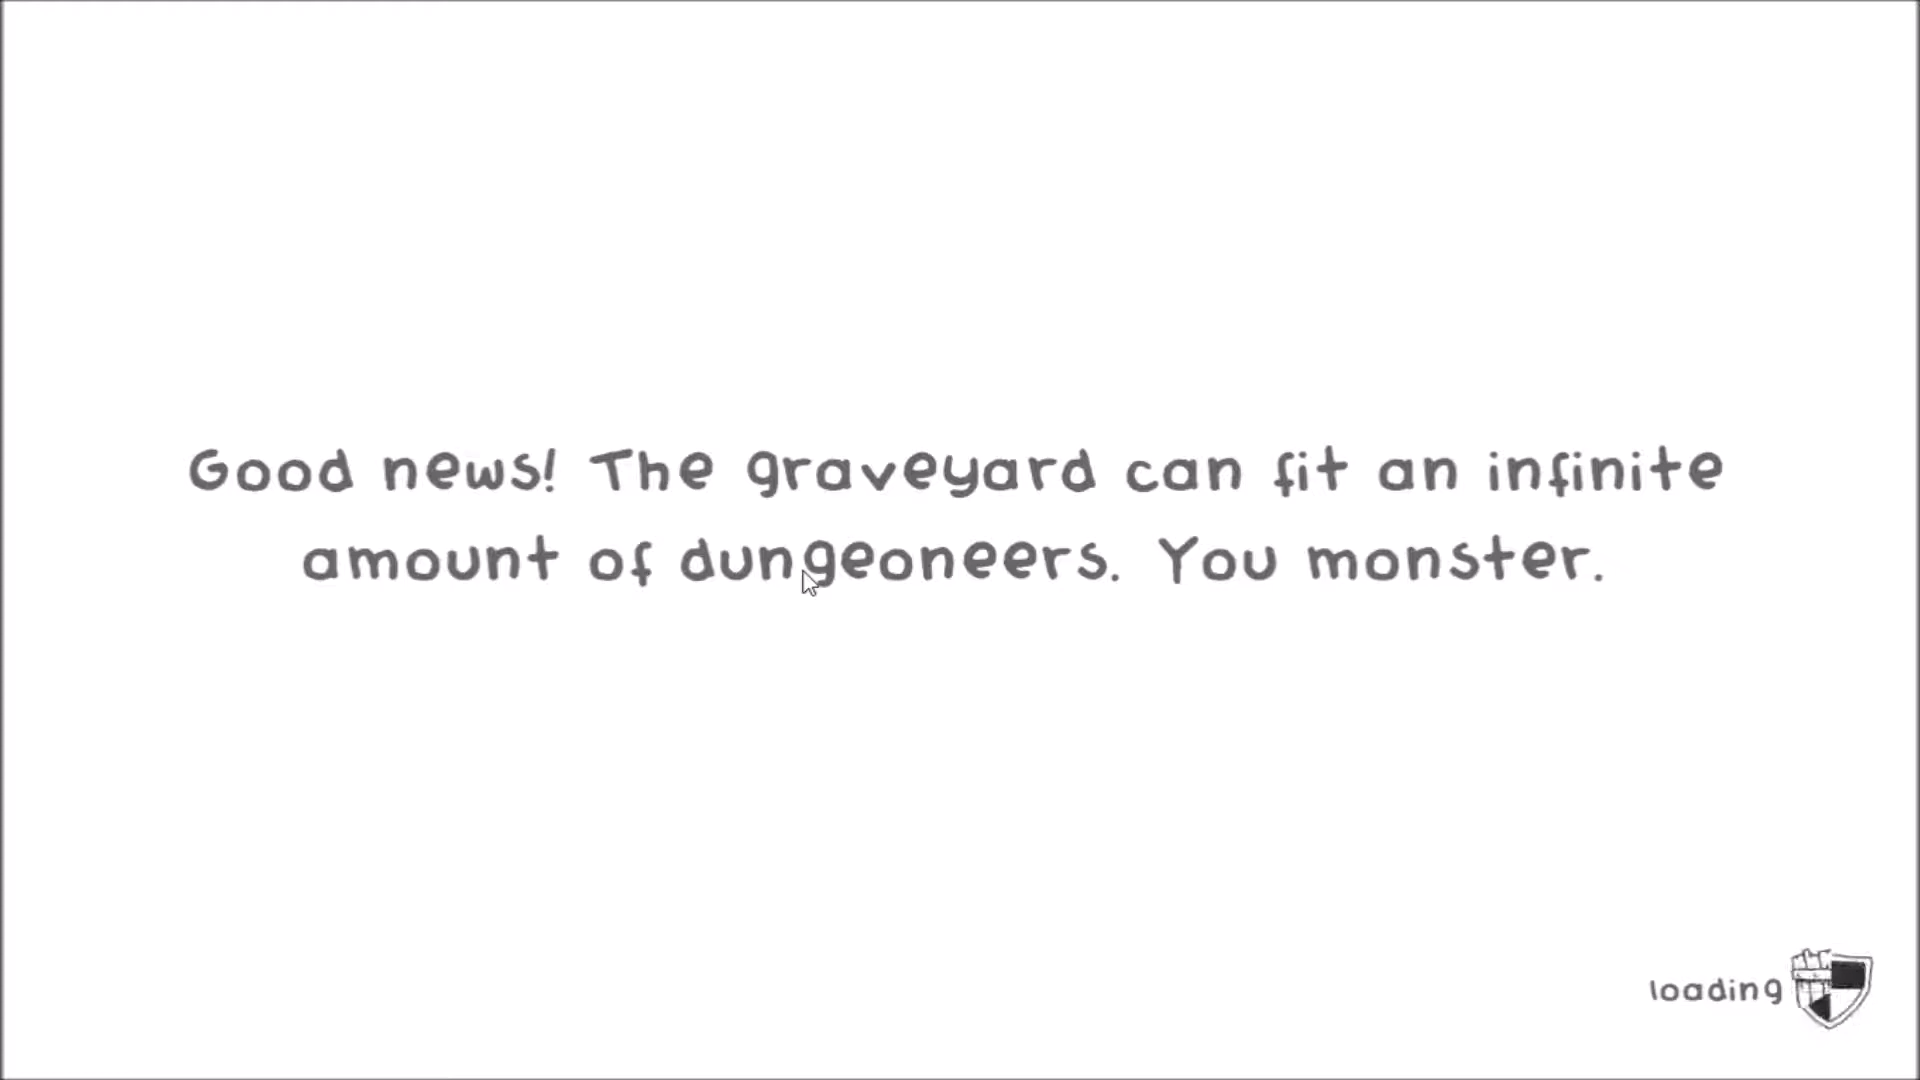 Good news! The graveyard can fit an infinite
amount of dungeoneers. You monster.
loading